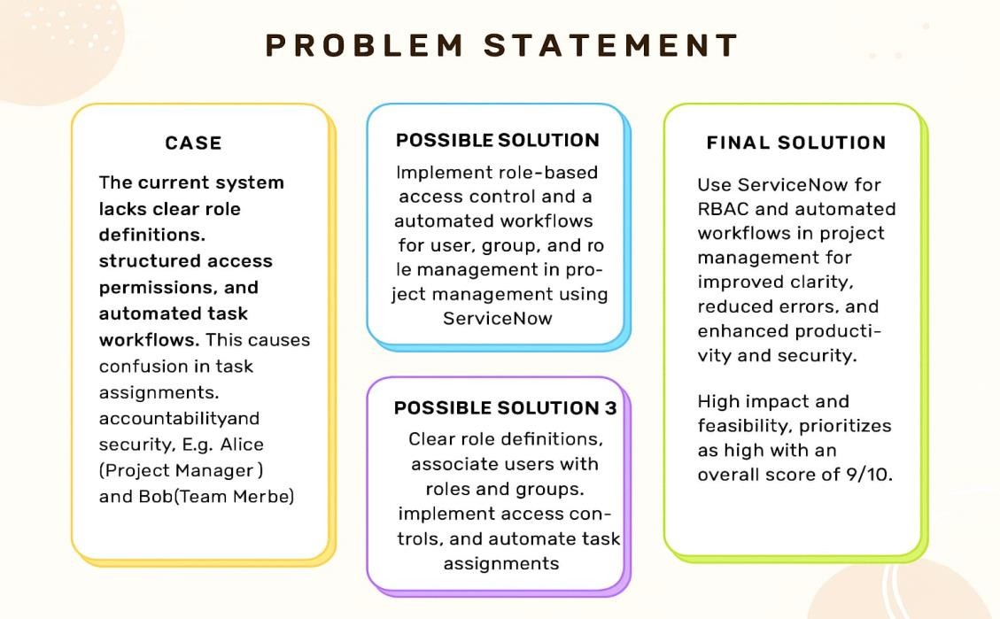 PROBLEM STATEMENT
CASE
The current system
lacks clear role
definitions.
structured access
permissions, and
automated task
workflows. This causes
confusion in task
assignments.
accountabilityand
security, E.g. Alice
(Project Manager )
and Bob(Team Merbe)
POSSIBLE SOLUTION
Implement role-based
access control and a
automated workflows
for user, group, and ro
le management in pro-
ject management using
ServiceNow
POSSIBLE SOLUTION 3
Clear role definitions,
associate users with
roles and groups.
implement access con-
trols, and automate task
assignments
FINAL SOLUTION
Use ServiceNow for
RBAC and automated
workflows in project
management for
improved clarity,
reduced errors, and
enhanced producti-
vity and security.
High impact and
feasibility, prioritizes
as high with an
overall score of 9/10.